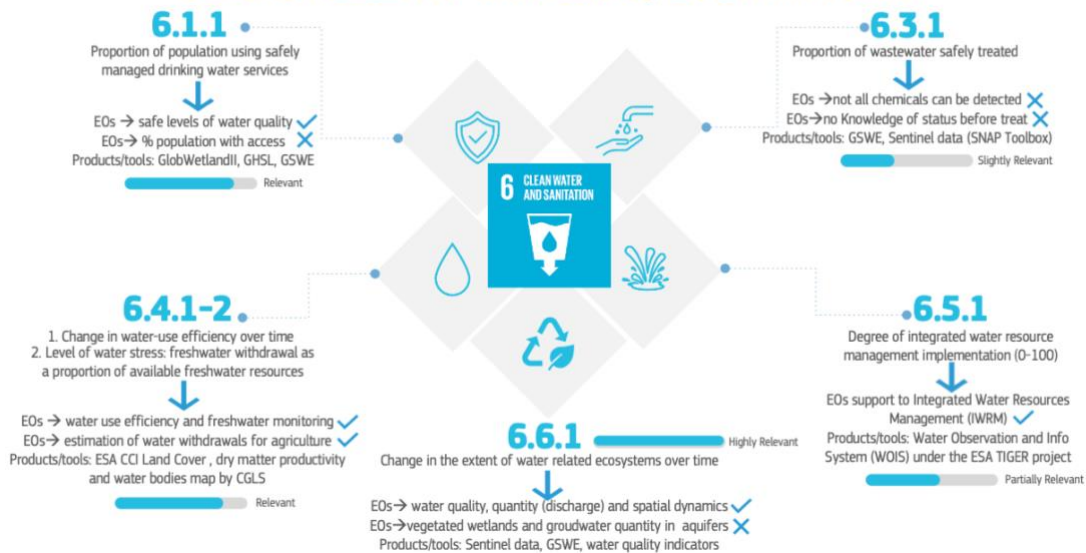 6.1.1
Proportion of population using safely
managed drinking water services
EOs → safe levels of water quality ✓
EOs→ % population with access ✕
Products/tools: GlobWetlandII, GHSL, GSWE
Relevant
6.3.1
Proportion of wastewater safely treated
EOs →not all chemicals can be detected ✕
EOs→no Knowledge of status before treat ✕
Products/tools: GSWE, Sentinel data (SNAP Toolbox)
Slightly Relevant
6 CLEAN WATER
AND SANITATION
6.4.1-2
1. Change in water-use efficiency over time
2. Level of water stress: freshwater withdrawal as
a proportion of available freshwater resources
EOs → water use efficiency and freshwater monitoring ✓
EOs→ estimation of water withdrawals for agriculture ✓
Products/tools: ESA CCI Land Cover , dry matter productivity
and water bodies map by CGLS
Relevant
6.5.1
Degree of integrated water resource
management implementation (0-100)
EOs support to Integrated Water Resources
Management (IWRM) ✓
Products/tools: Water Observation and Info
System (WOIS) under the ESA TIGER project
Partially Relevant
6.6.1
Highly Relevant
Change in the extent of water related ecosystems over time
EOs→ water quality, quantity (discharge) and spatial dynamics ✓
EOs→vegetated wetlands and groudwater quantity in aquifers ✕
Products/tools: Sentinel data, GSWE, water quality indicators